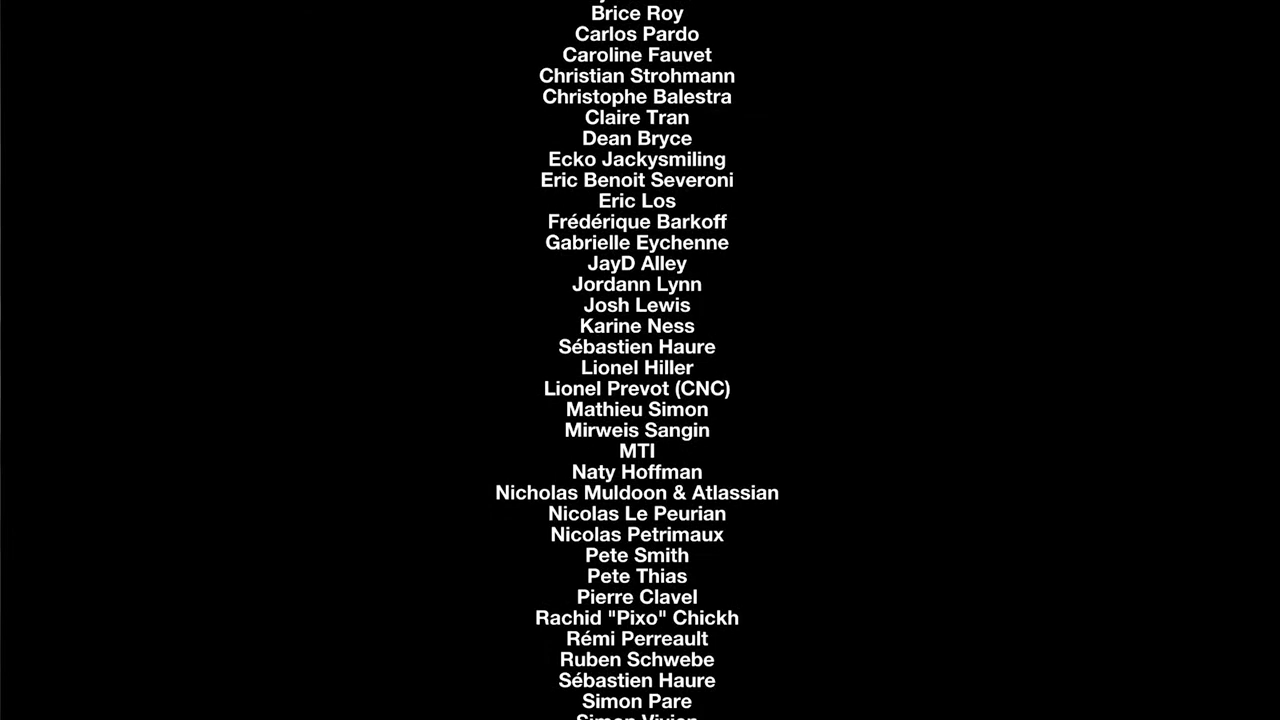 Brice Roy
Carlos Pardo
Caroline Fauvet
Christian Strohmann
Christophe Balestra
Claire Tran
Dean Bryce
Ecko Jackysmiling
Eric Benoit Severoni
Eric Los
Frédérique Barkoff
Gabrielle Eychenne
JayD Alley
Jordann Lynn
Josh Lewis
Karine Ness
Sébastien Haure
Lionel Hiller
Lionel Prevot (CNC)
Mathieu Simon
Mirweis Sangin
MTI
Naty Hoffman
Nicholas Muldoon & Atlassian
Nicolas Le Peurian
Nicolas Petrimaux
Pete Smith
Pete Thias
Pierre Clavel
Rachid "Pixo" Chickh
Rémi Perreault
Ruben Schwebe
Sébastien Haure
Simon Pare
Simon Vivien